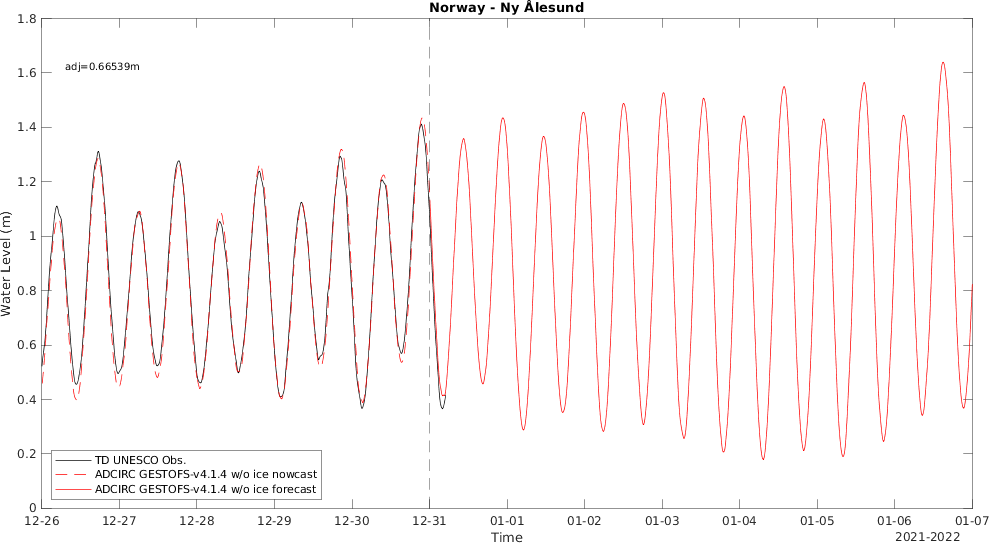 Norway - Ny Ålesund
1.8
1.6
1.4
1.2
1
0.8
0.6
0.4
0.2
0
Water Level (m)
adj=0.66539m
TD UNESCO Obs.
ADCIRC GESTOFS-v4.1.4 w/o ice nowcast
ADCIRC GESTOFS-v4.1.4 w/o ice forecast
12-26 12-27 12-28 12-29 12-30 12-31 01-01 01-02 01-03 01-04 01-05 01-06 01-07
Time
2021-2022